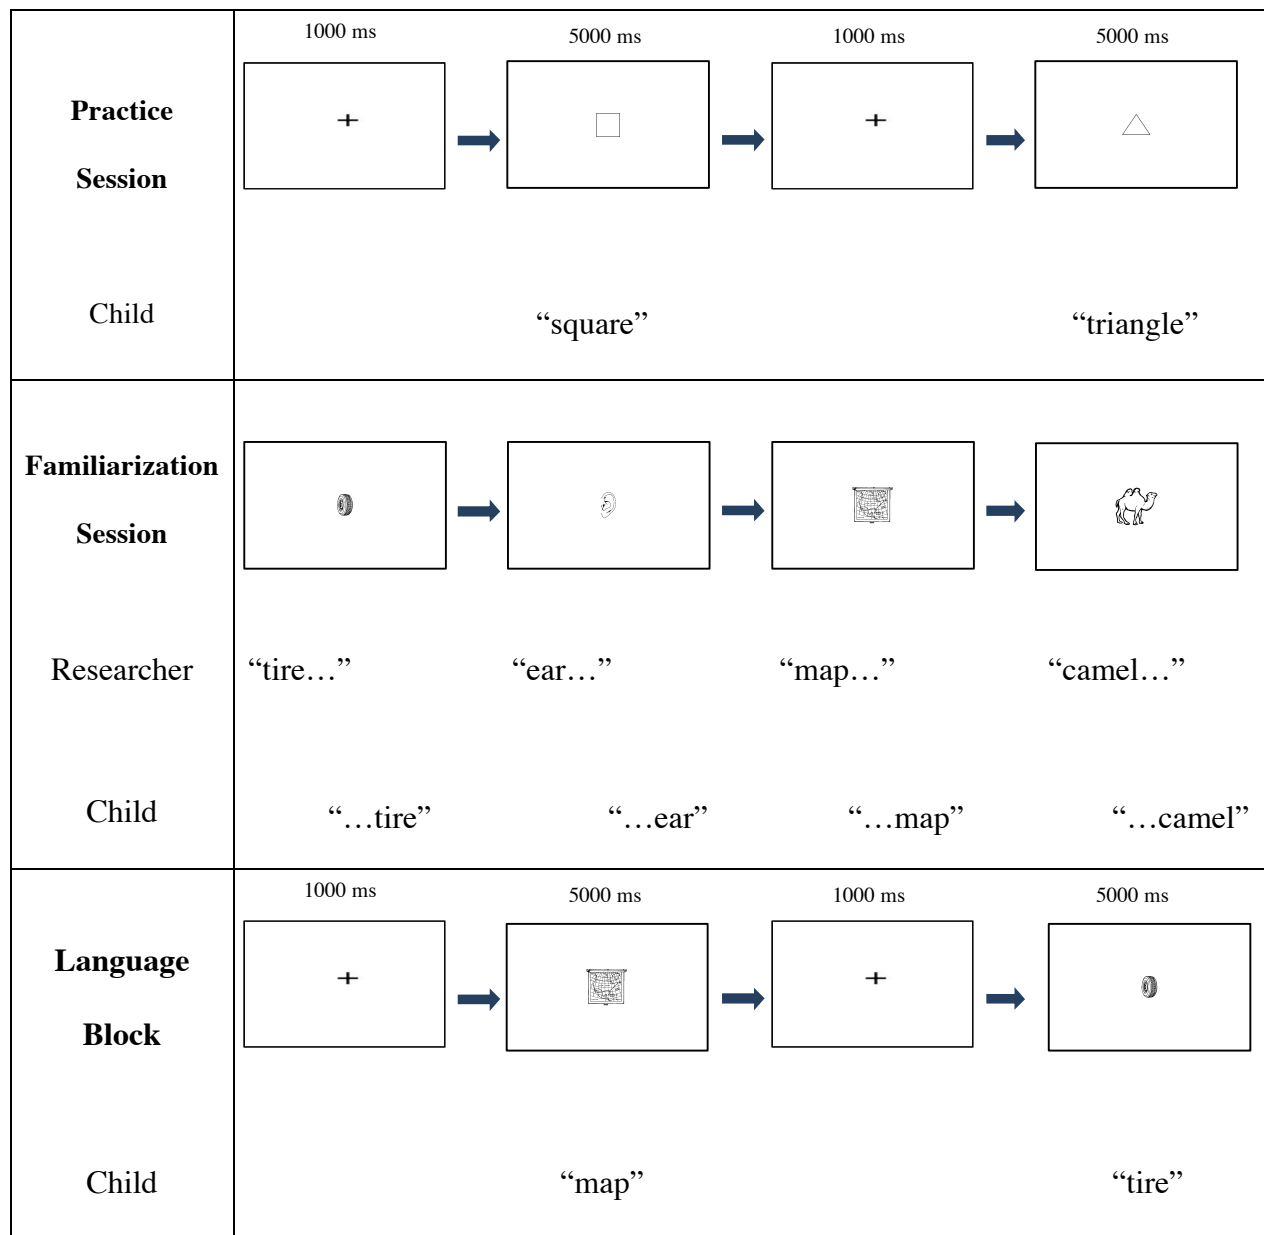 1000 ms 5000 ms 1000 ms 5000 ms
Practice
Session
Child “square” “triangle”
Familiarization
Session
Researcher “tire…” “ear…” “map…” “camel…”
Child “…tire” “…ear” “…map” “…camel”
1000 ms 5000 ms 1000 ms 5000 ms
Language
Block
Child “map” “tire”